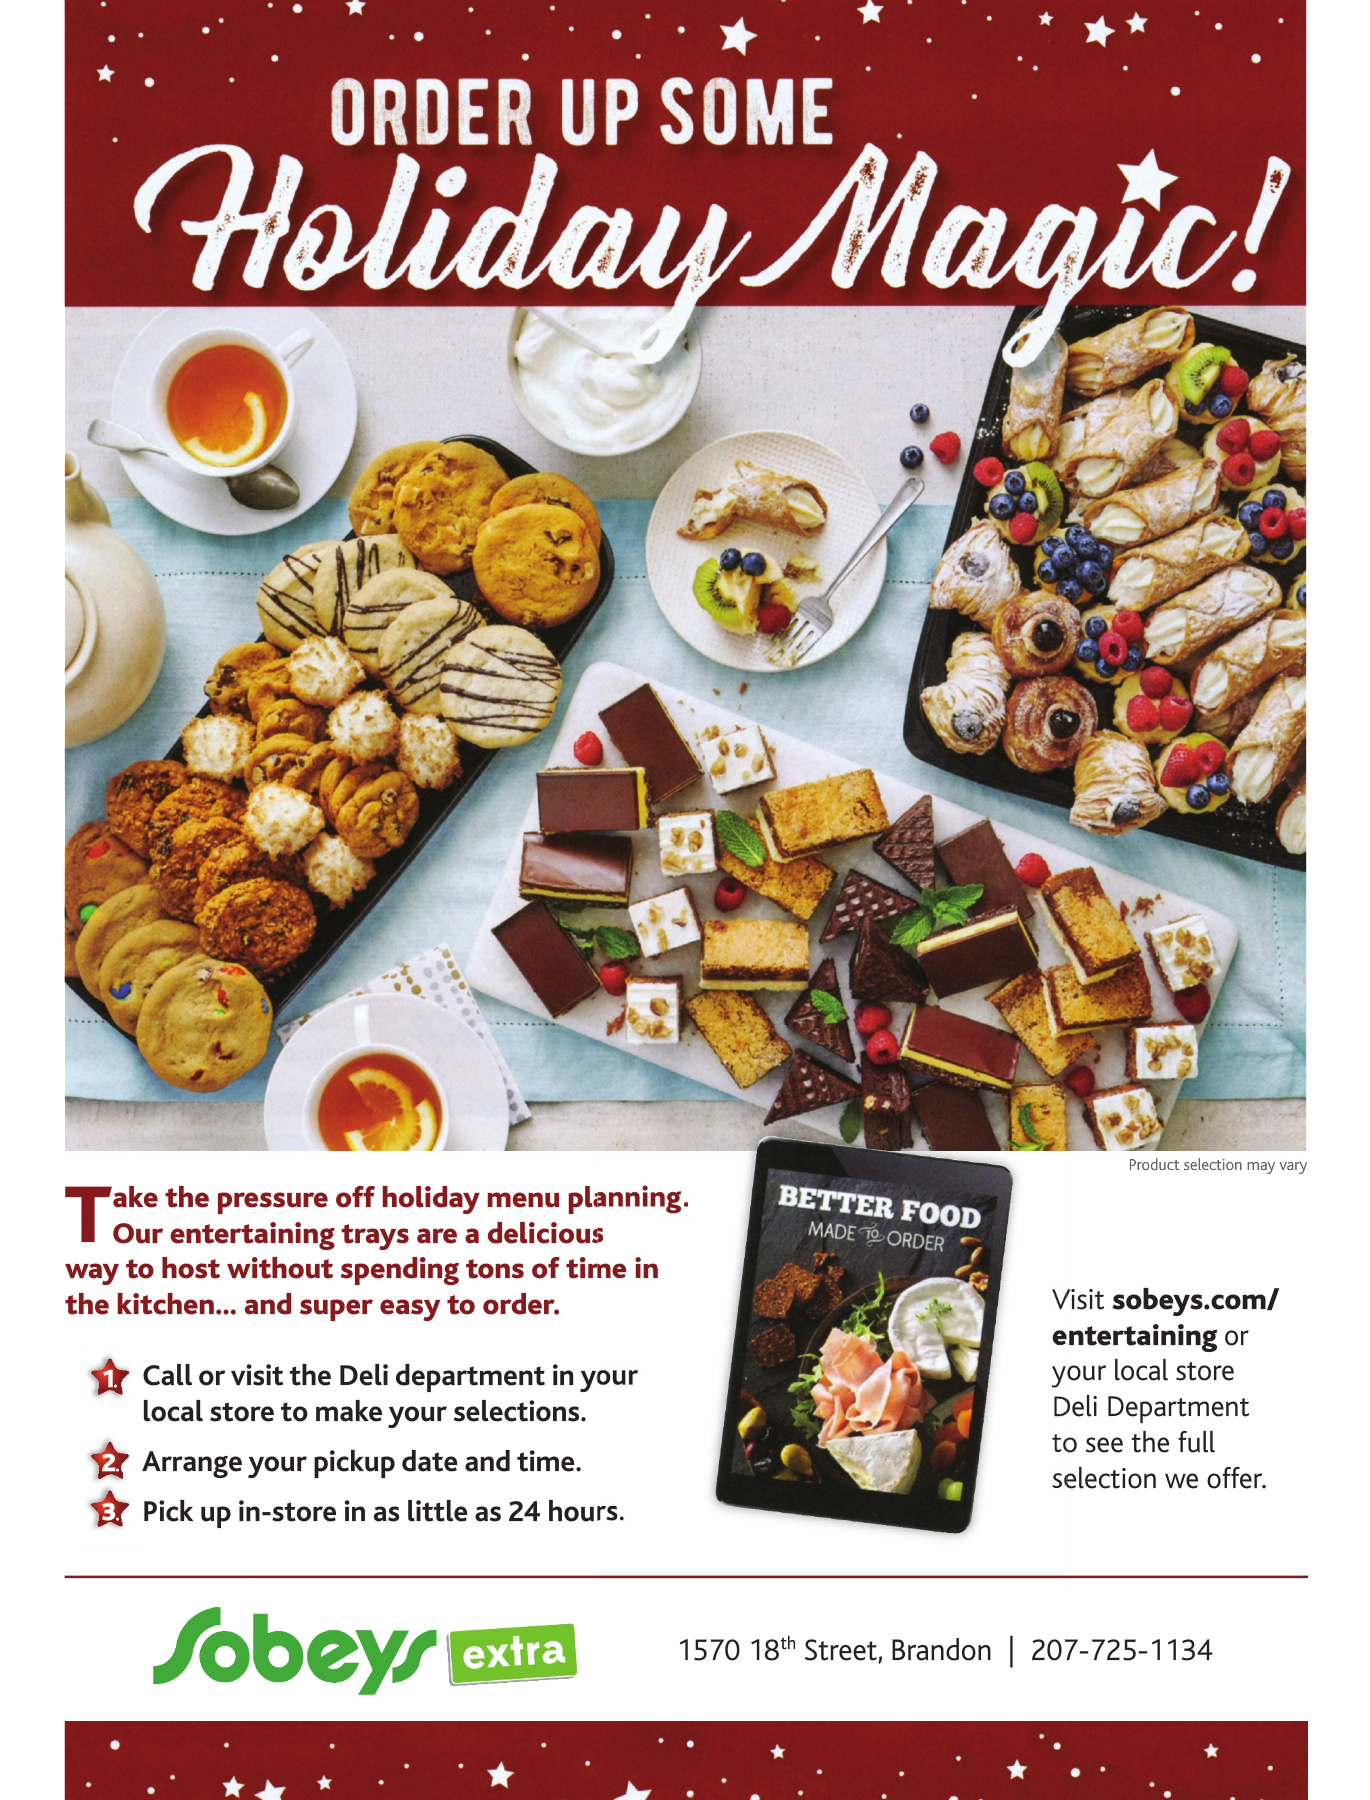 ORDER UP SOME
Holiday Magic!
Product selection may vary
Take the pressure off holiday menu planning.
Our entertaining trays are a delicious
way to host without spending tons of time in
the kitchen... and super easy to order.
1. Call or visit the Deli department in your
local store to make your selections.
2. Arrange your pickup date and time.
3. Pick up in-store in as little as 24 hours.
BETTER FOOD
MADE TO ORDER
Visit sobeys.com/
entertaining or
your local store
Deli Department
to see the full
selection we offer.
Sobeys extra
1570 18th Street, Brandon | 207-725-1134